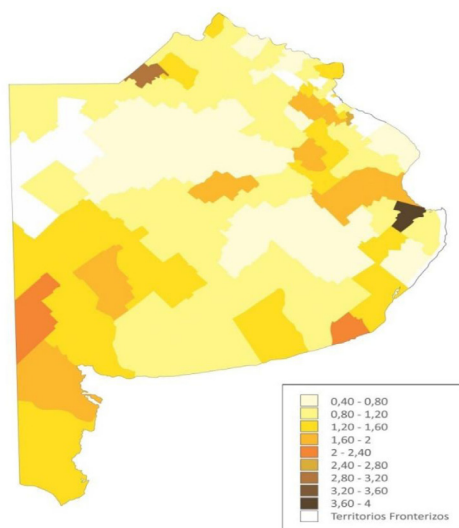 0,40 - 0,80
0,80 - 1,20
1,20 - 1,60
1,60 - 2
2 - 2,40
2,40 - 2,80
2,80 - 3,20
3,20 - 3,60
3,60 - 4
Territorios Fronterizos